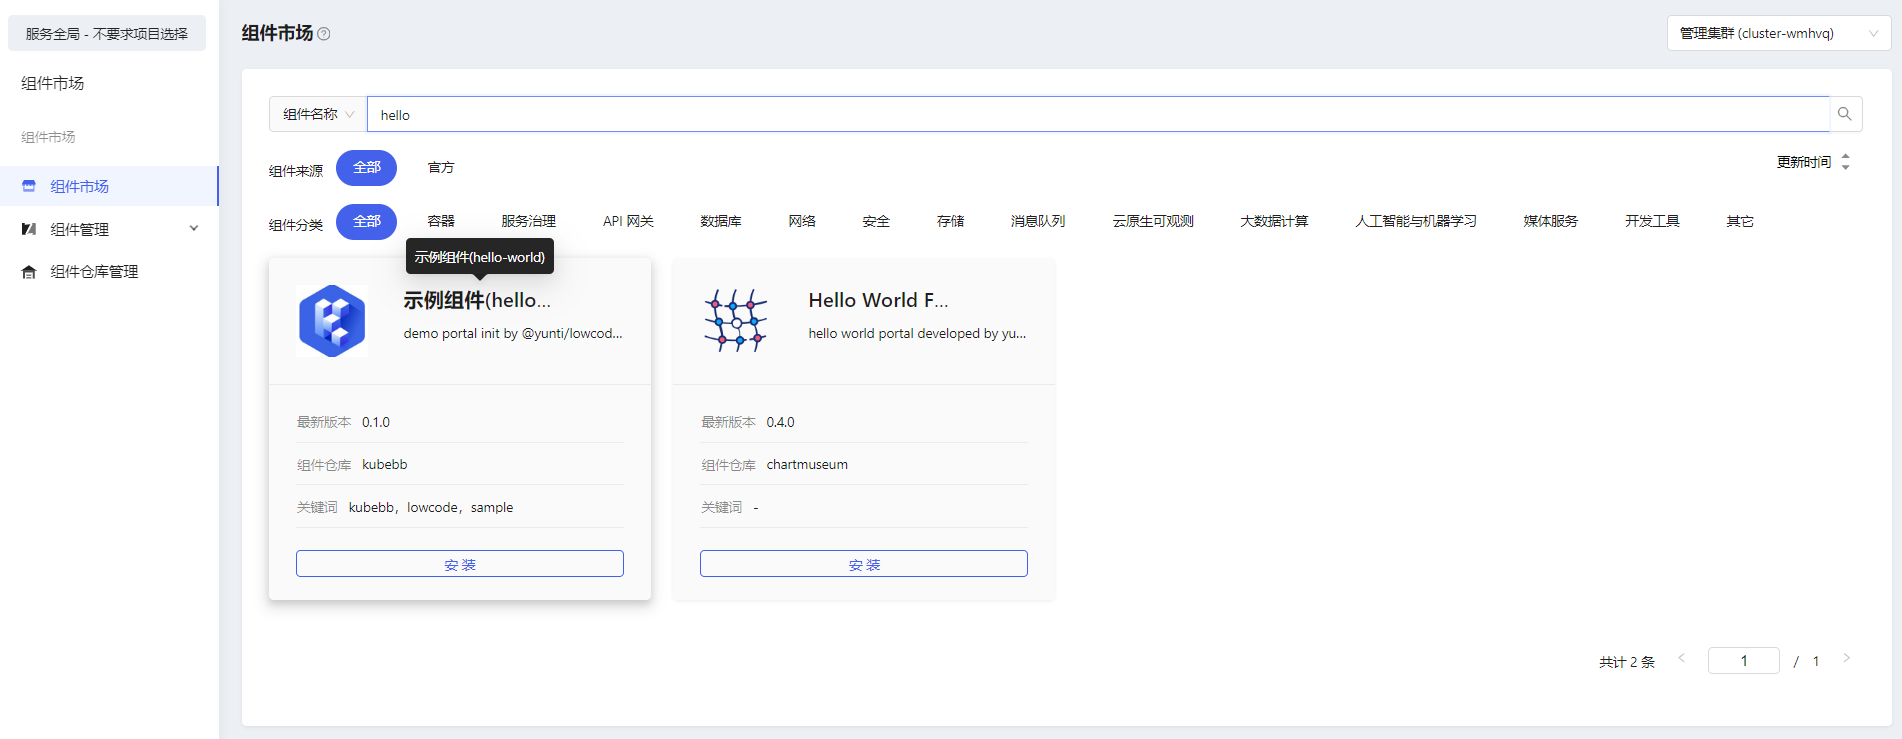 服务全局 - 不要求项目选择
组件市场
组件市场
组件市场
组件管理
组件仓库管理
组件市场
管理集群 (cluster-wmhvq)
组件名称
hello
组件来源 全部 官方
更新时间
组件分类 全部 容器 服务治理 API 网关 数据库 网络 安全 存储 消息队列 云原生可观测 大数据计算 人工智能与机器学习 媒体服务 开发工具 其它
示例组件(hello-world)
示例组件(hello...
demo portal init by @yunti/lowcod...
最新版本 0.1.0
组件仓库 kubebb
关键词 kubebb，lowcode，sample
安 装
Hello World F...
hello world portal developed by yu...
最新版本 0.4.0
组件仓库 chartmuseum
关键词 -
安 装
共计 2 条 1 / 1